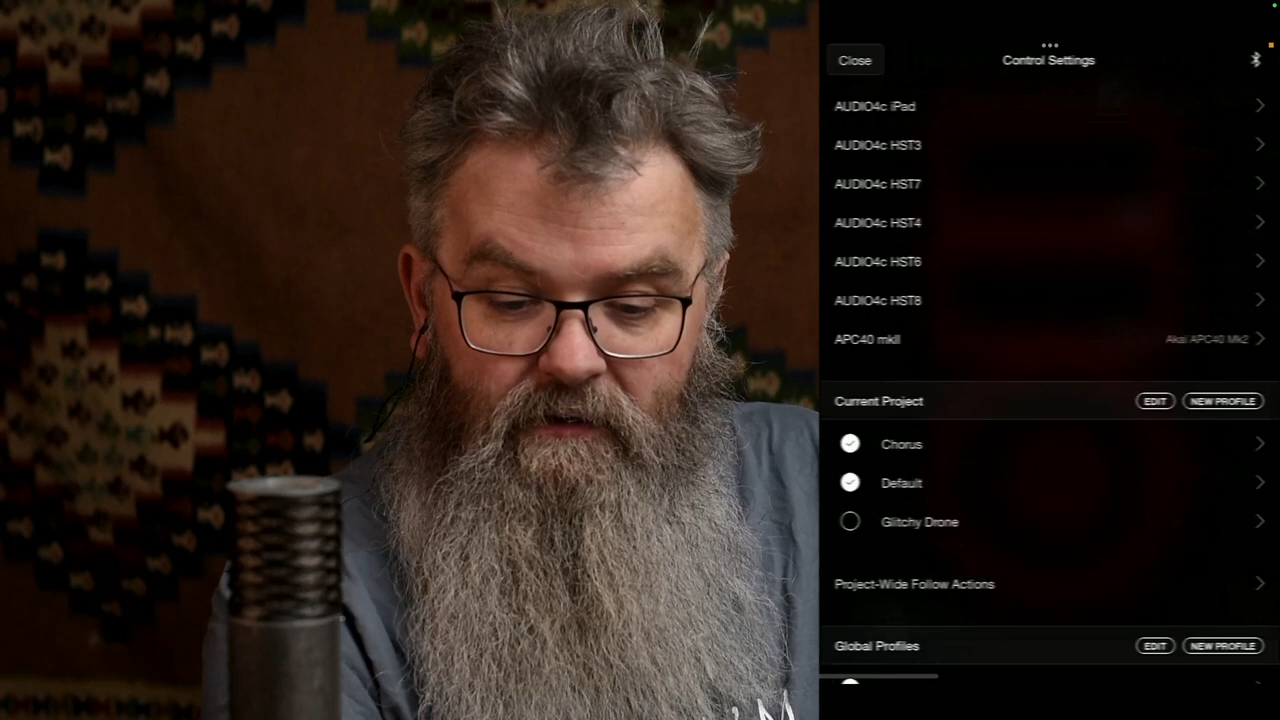 Close
Control Settings
AUDIO4c iPad
AUDIO4c HST3
AUDIO4c HST7
AUDIO4c HST4
AUDIO4c HST6
AUDIO4c HST8
APC40 mkII
Akai APC40 Mk2
Current Project
EDIT
NEW PROFILE
Chorus
Default
Glitchy Drone
Project-Wide Follow Actions
Global Profiles
EDIT
NEW PROFILE